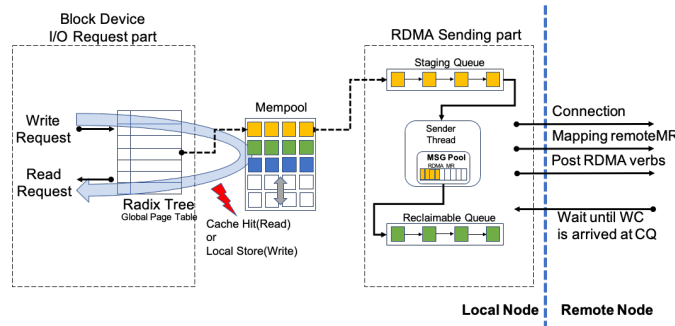 Block Device
I/O Request part
RDMA Sending part
Staging Queue
Mempool
Write
Request
Read
Request
Radix Tree
Global Page Table
Cache Hit(Read)
or
Local Store(Write)
Sender
Thread
MSG Pool
RDMA MR
Reclaimable Queue
Connection
Mapping remoteMR
Post RDMA verbs
Wait until WC
is arrived at CQ
Local Node
Remote Node